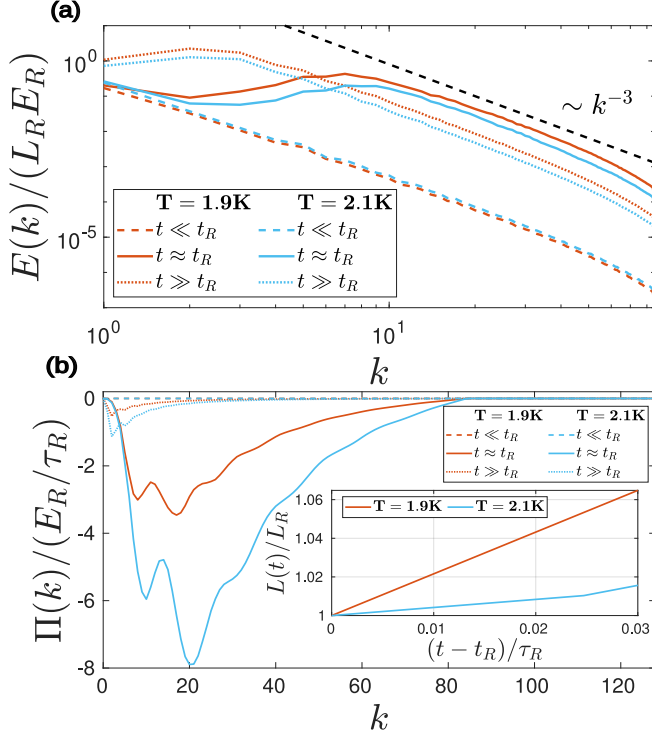 (a)
E(k)/(L_R E_R)
10^0
10^{-5}
∼ k^{-3}
T = 1.9K T = 2.1K
t ≪ t_R t ≪ t_R
t ≈ t_R t ≈ t_R
t ≫ t_R t ≫ t_R
10^0 10^1
k
(b)
Π(k)/(E_R/τ_R)
0
-2
-4
-6
-8
T = 1.9K T = 2.1K
t ≪ t_R t ≪ t_R
t ≈ t_R t ≈ t_R
t ≫ t_R t ≫ t_R
L(t)/L_R
1.06
1.04
1.02
1
T = 1.9K T = 2.1K
0 0.01 0.02 0.03
(t − t_R)/τ_R
0 20 40 60 80 100 120
k